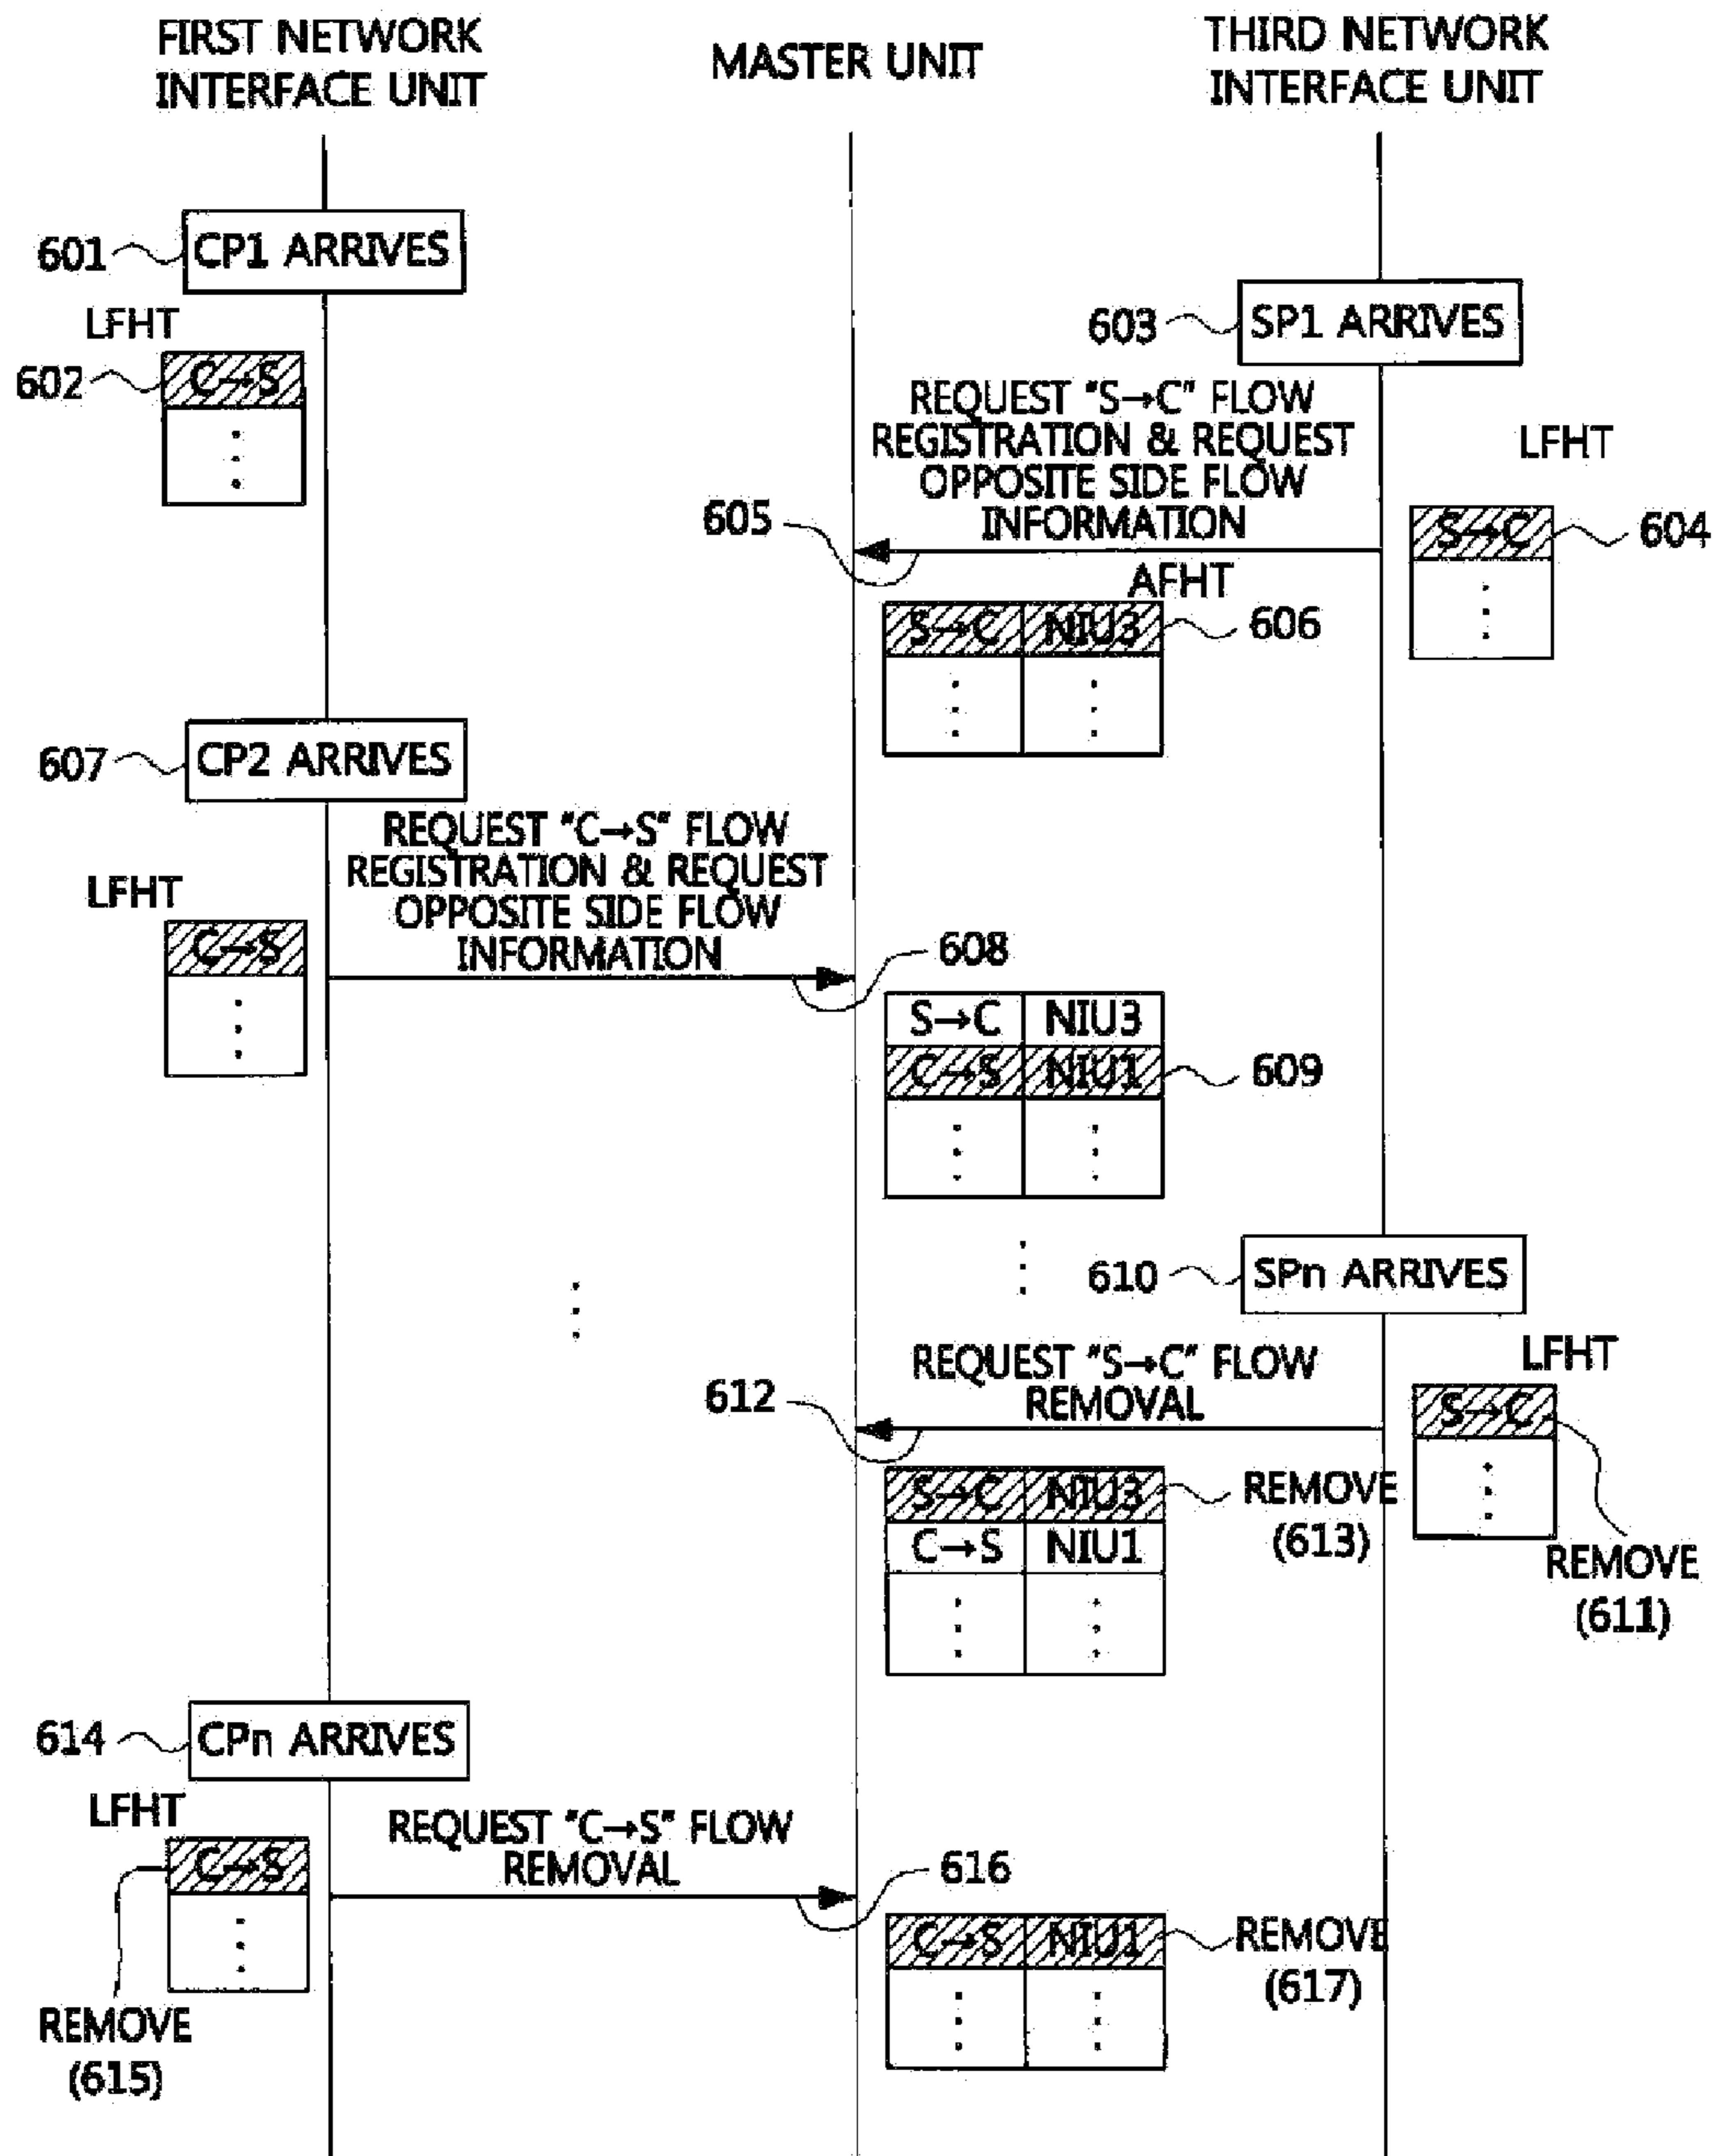 FIRST NETWORK
INTERFACE UNIT
MASTER UNIT
THIRD NETWORK
INTERFACE UNIT
601
CP1 ARRIVES
LFHT
602
C→S
603
SP1 ARRIVES
REQUEST "S→C" FLOW
REGISTRATION & REQUEST
OPPOSITE SIDE FLOW
INFORMATION
605
LFHT
S→C
604
AFHT
S→C NIU3
606
607
CP2 ARRIVES
REQUEST "C→S" FLOW
REGISTRATION & REQUEST
OPPOSITE SIDE FLOW
INFORMATION
LFHT
C→S
608
S→C NIU3
C→S NIU1
609
610
SPn ARRIVES
REQUEST "S→C" FLOW
REMOVAL
612
LFHT
S→C
REMOVE
(611)
S→C NIU3
REMOVE
(613)
C→S NIU1
614
CPn ARRIVES
LFHT
C→S
REMOVE
(615)
REQUEST "C→S" FLOW
REMOVAL
616
C→S NIU1
REMOVE
(617)